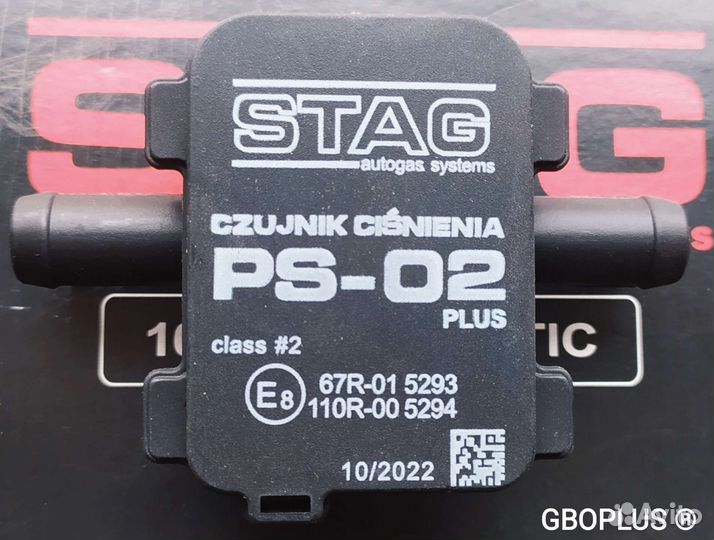 STAG
autogas systems
CZUJNIK CIŚNIENIA
PS-02
PLUS
class #2
E8
67R-01 5293
110R-00 5294
10/2022
GBOPLUS ®
Avito